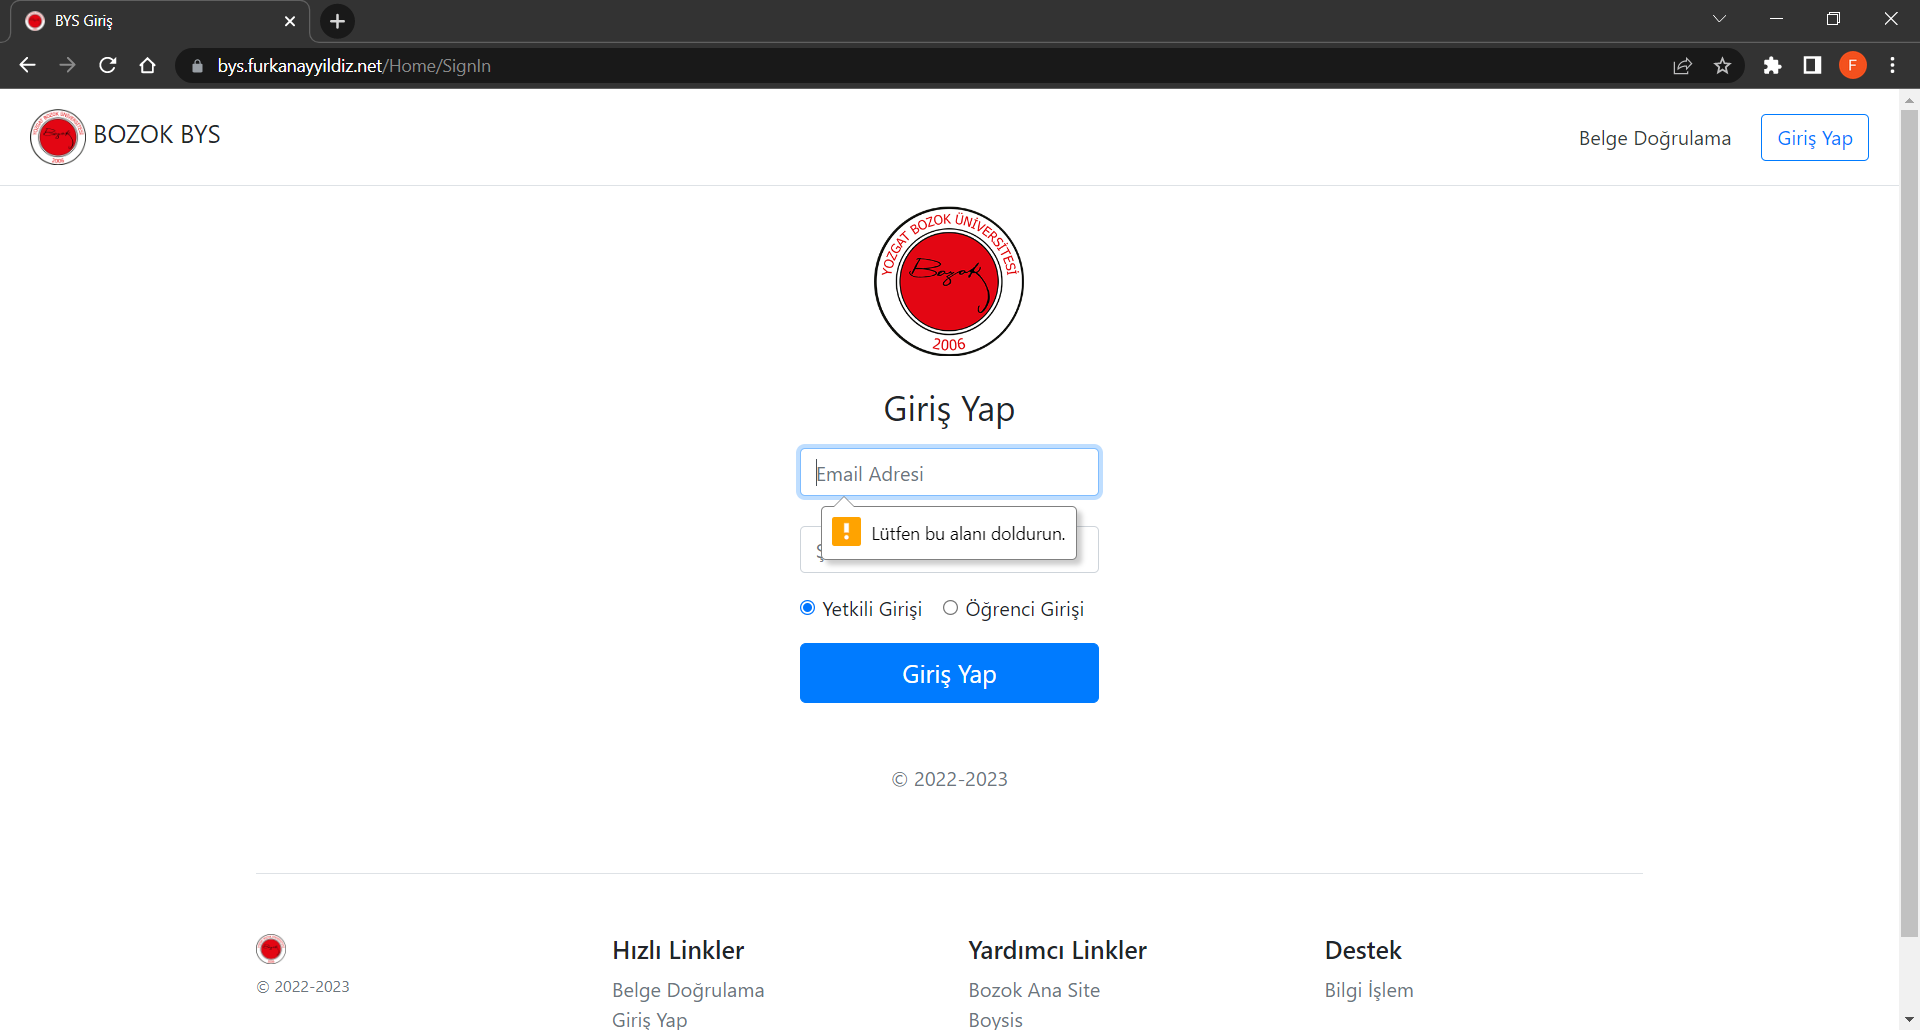 BYS Giriş
bys.furkanayyildiz.net/Home/SignIn
F
BOZOK BYS
Belge Doğrulama
Giriş Yap
YOZGAT BOZOK ÜNİVERSİTESİ
Bozok
2006
Giriş Yap
Email Adresi
Lütfen bu alanı doldurun.
Yetkili Girişi
Öğrenci Girişi
Giriş Yap
© 2022-2023
© 2022-2023
Hızlı Linkler
Belge Doğrulama
Giriş Yap
Yardımcı Linkler
Bozok Ana Site
Boysis
Destek
Bilgi İşlem